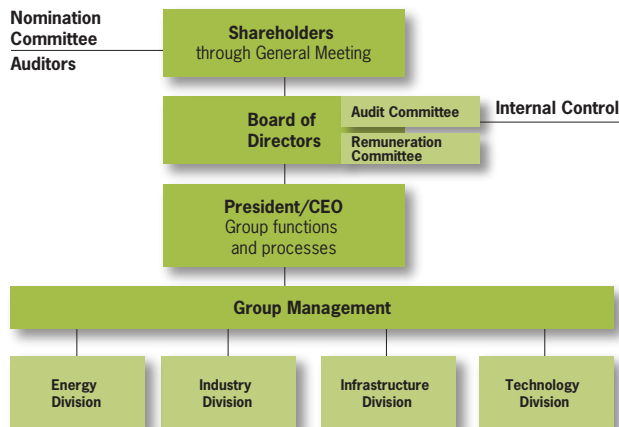 Nomination
Committee
Auditors
Shareholders
through General Meeting
Board of
Directors
Audit Committee
Remuneration
Committee
Internal Control
President/CEO
Group functions
and processes
Group Management
Energy
Division
Industry
Division
Infrastructure
Division
Technology
Division